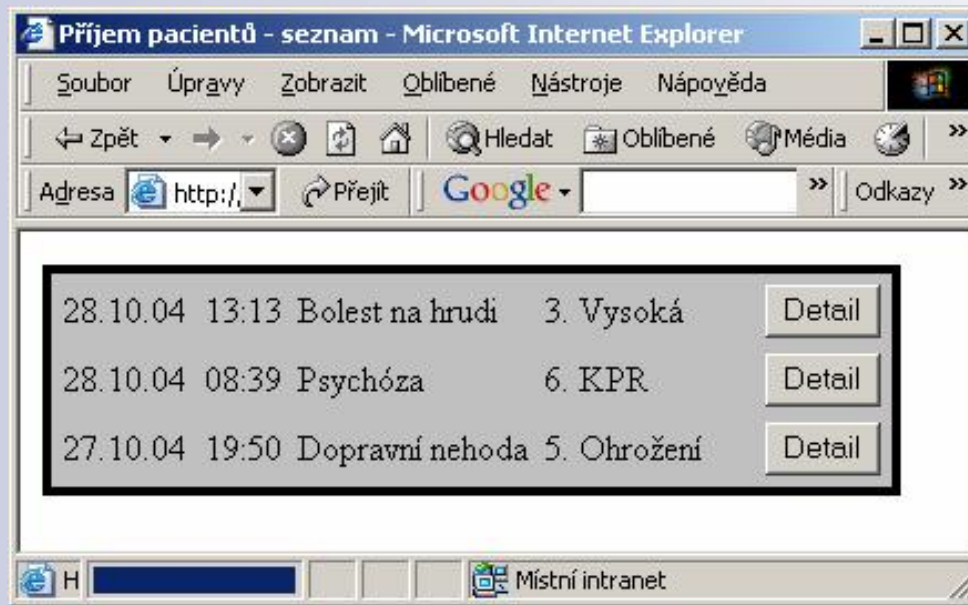 Příjem pacientů - seznam - Microsoft Internet Explorer
Soubor Úpravy Zobrazit Oblíbené Nástroje Nápověda
Zpět Hledat Oblíbené Média »
Adresa http:/, Přejít Google » Odkazy »
28.10.04 13:13 Bolest na hrudi 3. Vysoká Detail
28.10.04 08:39 Psychóza 6. KPR Detail
27.10.04 19:50 Dopravní nehoda 5. Ohrožení Detail
H Místní intranet